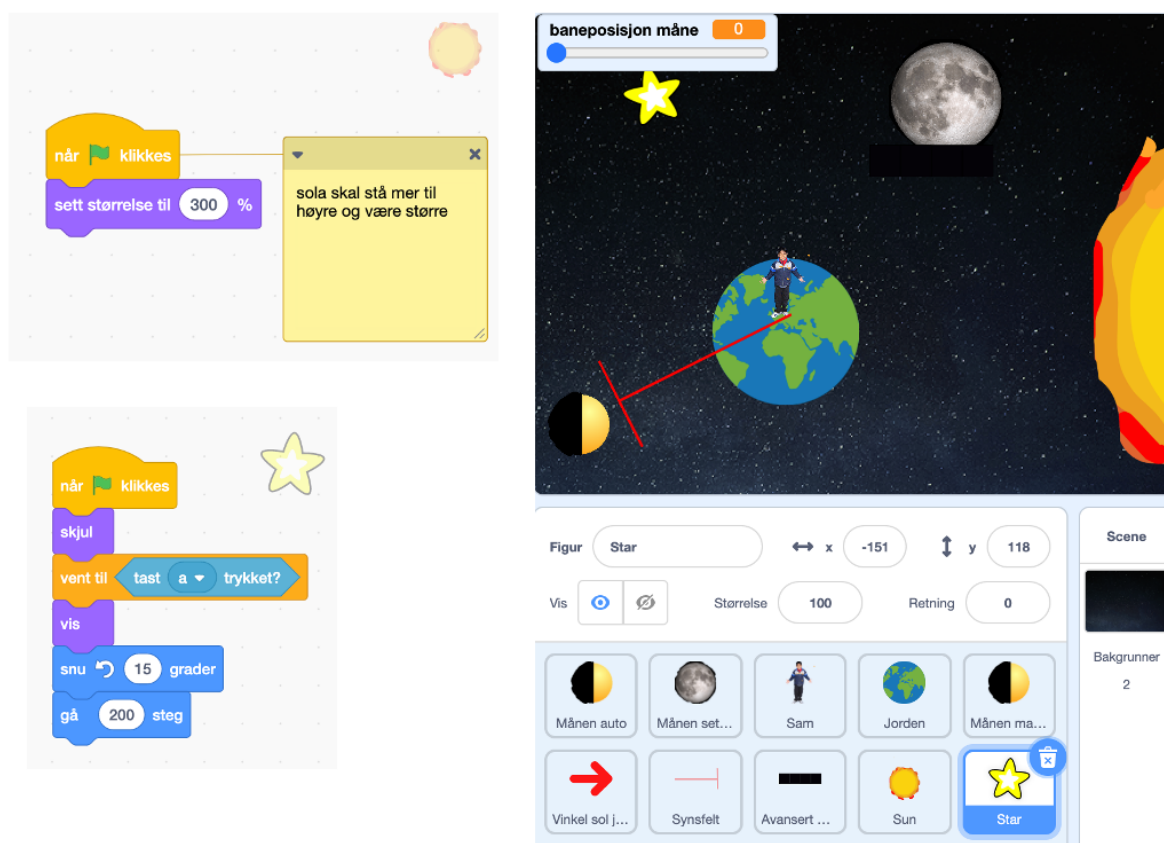 når klikkes
sett størrelse til 300 %
sola skal stå mer til
høyre og være større
når klikkes
skjul
vent til tast a trykket?
vis
snu 15 grader
gå 200 steg
baneposisjon måne 0
Figur Star x -151 y 118
Vis Størrelse 100 Retning 0
Månen auto Månen set... Sam Jorden Månen ma...
Vinkel sol j... Synsfelt Avansert ... Sun Star
Scene
Bakgrunner
2